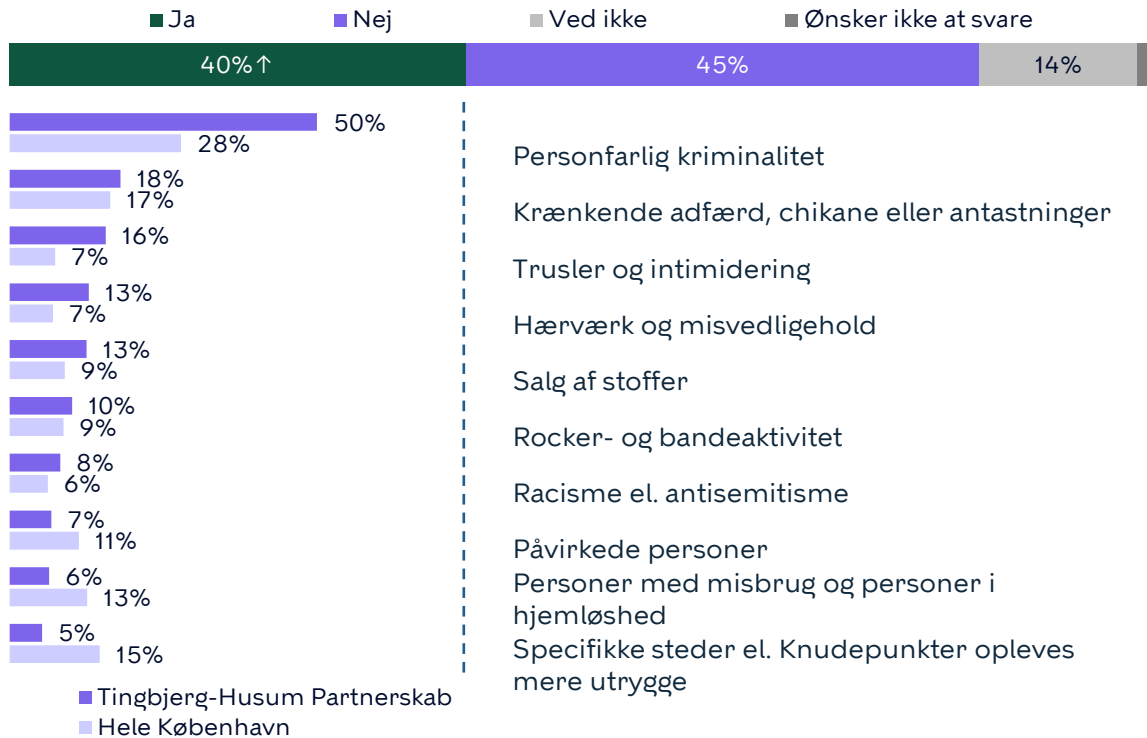 Ja Nej Ved ikke Ønsker ikke at svare
40%↑ 45% 14%
50%
28%
Personfarlig kriminalitet
18%
17%
Krænkende adfærd, chikane eller antastninger
16%
7%
Trusler og intimidering
13%
7%
Hærværk og misvedligehold
13%
9%
Salg af stoffer
10%
9%
Rocker- og bandeaktivitet
8%
6%
Racisme el. antisemitisme
7%
11%
Påvirkede personer
6%
13%
Personer med misbrug og personer i
hjemløshed
5%
15%
Specifikke steder el. Knudepunkter opleves
mere utrygge
Tingbjerg-Husum Partnerskab
Hele København